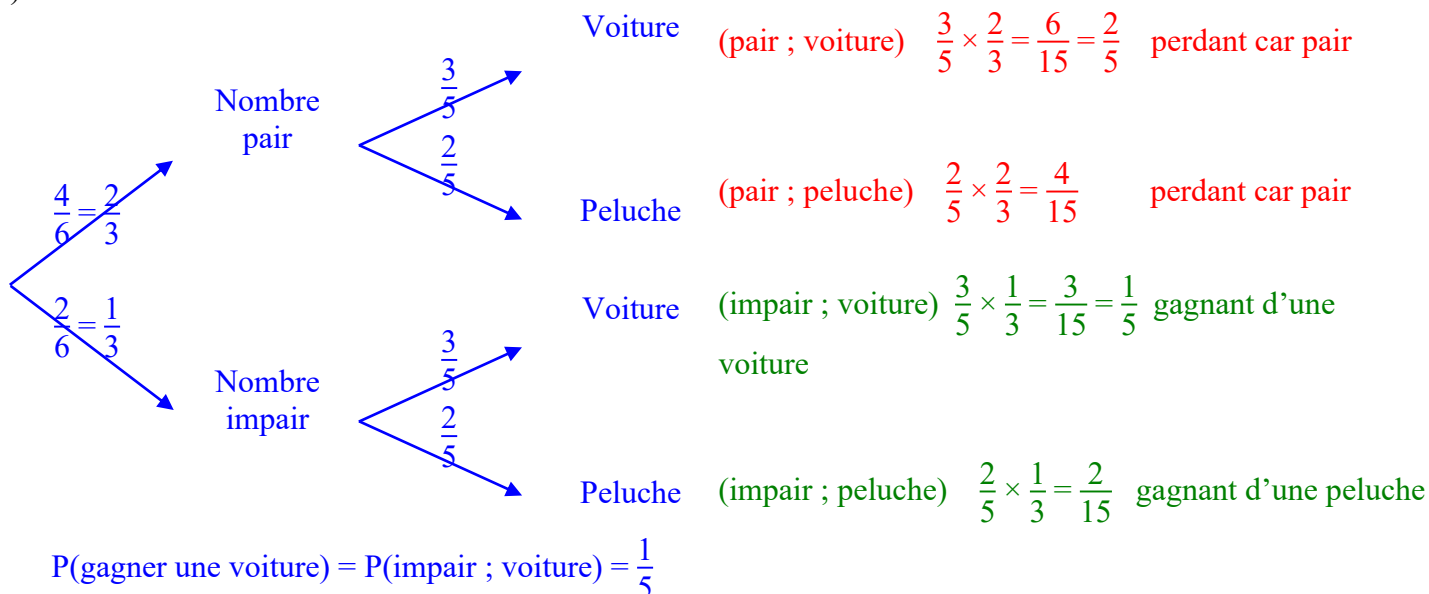 )
Voiture (pair ; voiture) 3/5 × 2/3 = 6/15 = 2/5 perdant car pair
3/5
Nombre
pair
2/5
4/6 = 2/3
Peluche (pair ; peluche) 2/5 × 2/3 = 4/15 perdant car pair
2/6 = 1/3
Voiture (impair ; voiture) 3/5 × 1/3 = 3/15 = 1/5 gagnant d’une
voiture
3/5
Nombre
impair
2/5
Peluche (impair ; peluche) 2/5 × 1/3 = 2/15 gagnant d’une peluche
P(gagner une voiture) = P(impair ; voiture) = 1/5